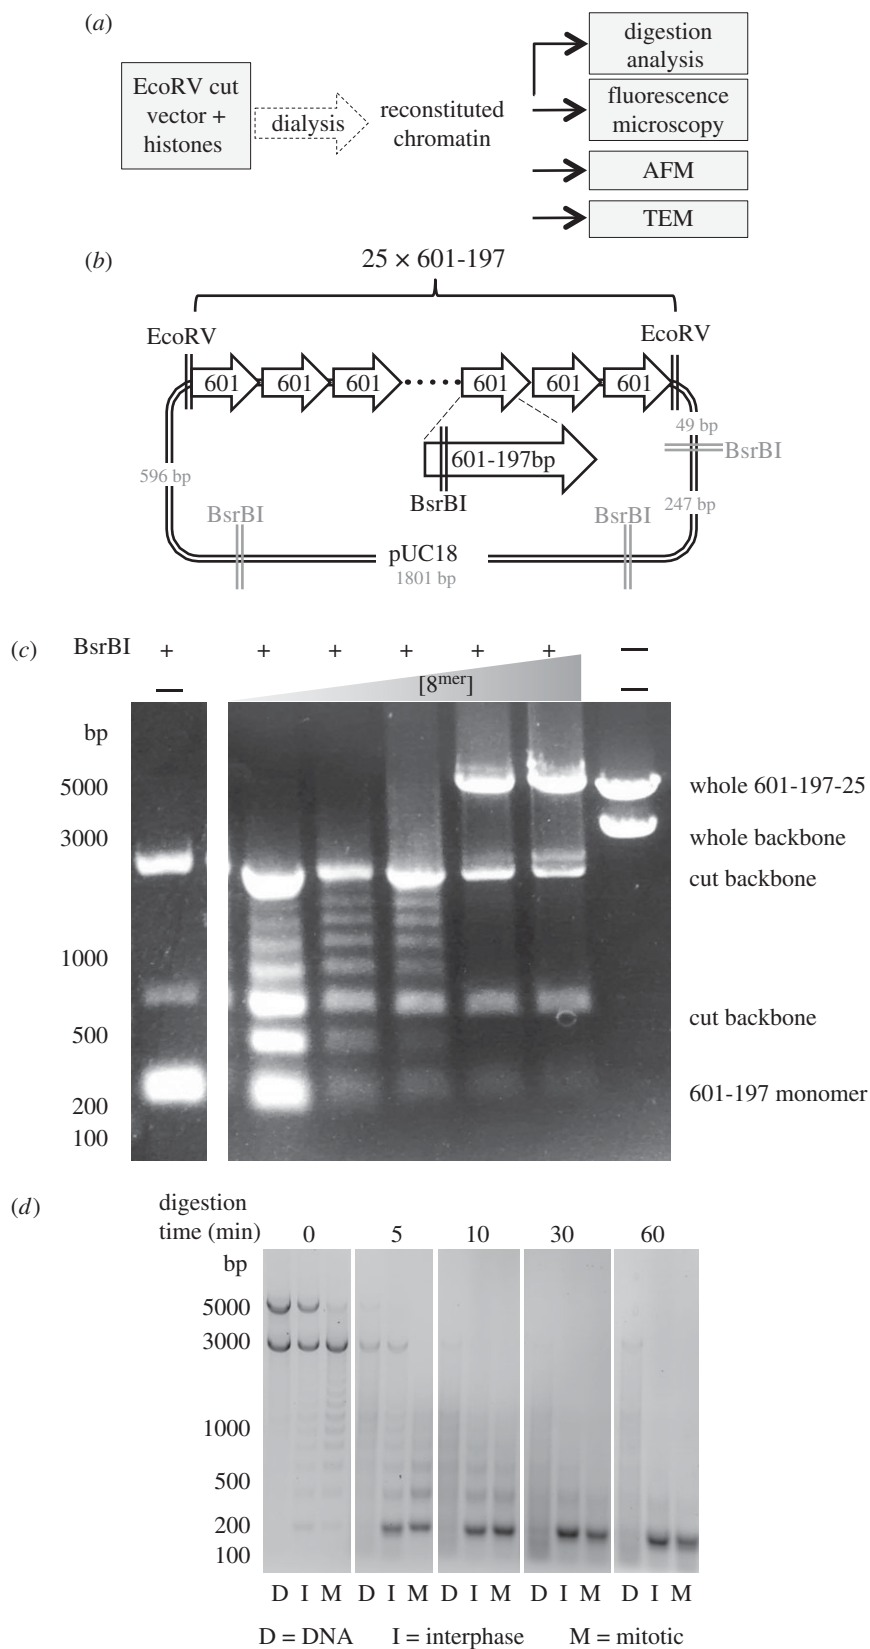 (a)
EcoRV cut
vector +
histones
dialysis
reconstituted
chromatin
digestion
analysis
fluorescence
microscopy
AFM
TEM
(b)
25 × 601-197
EcoRV
EcoRV
601 601 601 601 601 601
49 bp
BsrBI
601-197bp
BsrBI
596 bp
247 bp
BsrBI
BsrBI
pUC18
1801 bp
(c)
BsrBI + + + + + + —
— [8mer] —
bp
5000
3000
1000
500
200
100
whole 601-197-25
whole backbone
cut backbone
cut backbone
601-197 monomer
(d)
digestion
time (min) 0 5 10 30 60
bp
5000
3000
1000
500
200
100
D I M D I M D I M D I M D I M
D = DNA I = interphase M = mitotic